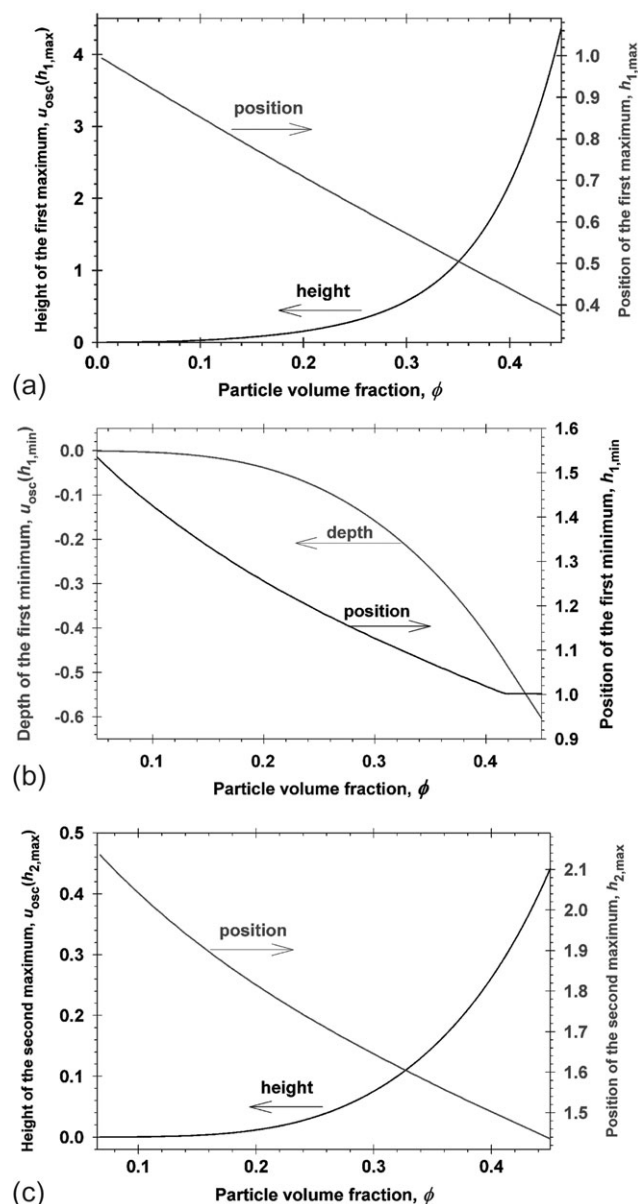 Height of the first maximum, u_osc(h_1,max)
4
3
2
1
0
position
height
1.0
0.9
0.8
0.7
0.6
0.5
0.4
Position of the first maximum, h_1,max
0.0 0.1 0.2 0.3 0.4
Particle volume fraction, ϕ
(a)
Depth of the first minimum, u_osc(h_1,min)
0.0
-0.1
-0.2
-0.3
-0.4
-0.5
-0.6
depth
position
1.6
1.5
1.4
1.3
1.2
1.1
1.0
0.9
Position of the first minimum, h_1,min
0.1 0.2 0.3 0.4
Particle volume fraction, ϕ
(b)
Height of the second maximum, u_osc(h_2,max)
0.5
0.4
0.3
0.2
0.1
0.0
position
height
2.1
2.0
1.9
1.8
1.7
1.6
1.5
Position of the second maximum, h_2,max
0.1 0.2 0.3 0.4
Particle volume fraction, ϕ
(c)